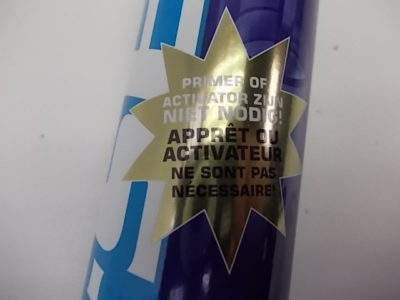 PRIMER OF
ACTIVATOR ZIJN
NIET NODIG!
APPRÊT OU
ACTIVATEUR
NE SONT PAS
NÉCESSAIRE!